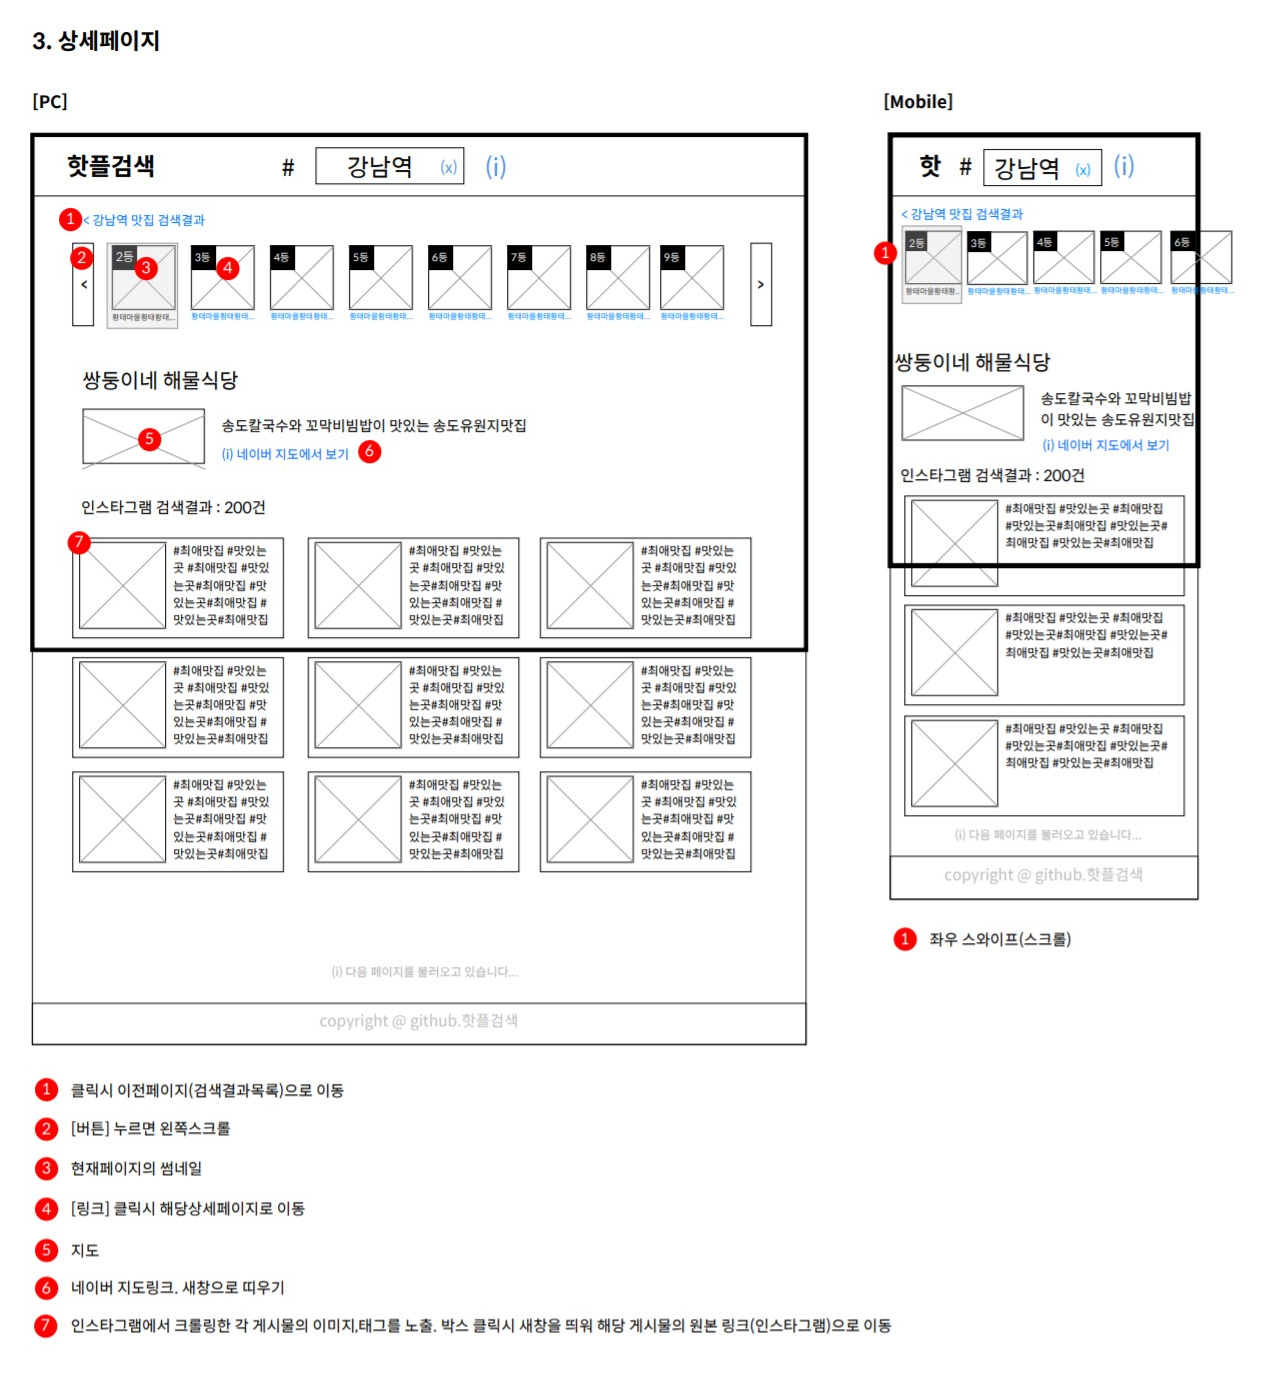 3. 상세페이지
[PC]
핫플검색 # 강남역 (x) (i)
1 < 강남역 맛집 검색결과
2 2등 3 3등 4 4등 5등 6등 7등 8등 9등
< >
황태마을황태황태... 황태마을황태황태... 황태마을황태황태... 황태마을황태황태... 황태마을황태황태... 황태마을황태황태... 황태마을황태황태... 황태마을황태황태...
쌍둥이네 해물식당
송도칼국수와 꼬막비빔밥이 맛있는 송도유원지맛집
5
(i) 네이버 지도에서 보기 6
인스타그램 검색결과 : 200건
7
#최애맛집 #맛있는
곳 #최애맛집 #맛있
는곳#최애맛집 #맛
있는곳#최애맛집 #
맛있는곳#최애맛집
#최애맛집 #맛있는
곳 #최애맛집 #맛있
는곳#최애맛집 #맛
있는곳#최애맛집 #
맛있는곳#최애맛집
#최애맛집 #맛있는
곳 #최애맛집 #맛있
는곳#최애맛집 #맛
있는곳#최애맛집 #
맛있는곳#최애맛집
#최애맛집 #맛있는
곳 #최애맛집 #맛있
는곳#최애맛집 #맛
있는곳#최애맛집 #
맛있는곳#최애맛집
#최애맛집 #맛있는
곳 #최애맛집 #맛있
는곳#최애맛집 #맛
있는곳#최애맛집 #
맛있는곳#최애맛집
#최애맛집 #맛있는
곳 #최애맛집 #맛있
는곳#최애맛집 #맛
있는곳#최애맛집 #
맛있는곳#최애맛집
#최애맛집 #맛있는
곳 #최애맛집 #맛있
는곳#최애맛집 #맛
있는곳#최애맛집 #
맛있는곳#최애맛집
#최애맛집 #맛있는
곳 #최애맛집 #맛있
는곳#최애맛집 #맛
있는곳#최애맛집 #
맛있는곳#최애맛집
#최애맛집 #맛있는
곳 #최애맛집 #맛있
는곳#최애맛집 #맛
있는곳#최애맛집 #
맛있는곳#최애맛집
(i) 다음 페이지를 불러오고 있습니다...
copyright @ github.핫플검색
1 클릭시 이전페이지(검색결과목록)으로 이동
2 [버튼] 누르면 왼쪽스크롤
3 현재페이지의 썸네일
4 [링크] 클릭시 해당상세페이지로 이동
5 지도
6 네이버 지도링크. 새창으로 띠우기
7 인스타그램에서 크롤링한 각 게시물의 이미지,태그를 노출. 박스 클릭시 새창을 띄워 해당 게시물의 원본 링크(인스타그램)으로 이동
[Mobile]
핫 # 강남역 (x) (i)
< 강남역 맛집 검색결과
1 2등 3등 4등 5등 6등
황태마을황태황... 황태마을황태황태... 황태마을황태황태... 황태마을황태황태... 황태마을황태황태...
쌍둥이네 해물식당
송도칼국수와 꼬막비빔밥
이 맛있는 송도유원지맛집
(i) 네이버 지도에서 보기
인스타그램 검색결과 : 200건
#최애맛집 #맛있는곳 #최애맛집
#맛있는곳#최애맛집 #맛있는곳#
최애맛집 #맛있는곳#최애맛집
#최애맛집 #맛있는곳 #최애맛집
#맛있는곳#최애맛집 #맛있는곳#
최애맛집 #맛있는곳#최애맛집
#최애맛집 #맛있는곳 #최애맛집
#맛있는곳#최애맛집 #맛있는곳#
최애맛집 #맛있는곳#최애맛집
(i) 다음 페이지를 불러오고 있습니다...
copyright @ github.핫플검색
1 좌우 스와이프(스크롤)